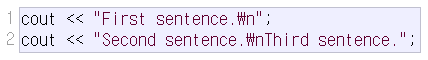 1 cout << "First sentence.₩n";
2 cout << "Second sentence.₩nThird sentence.";